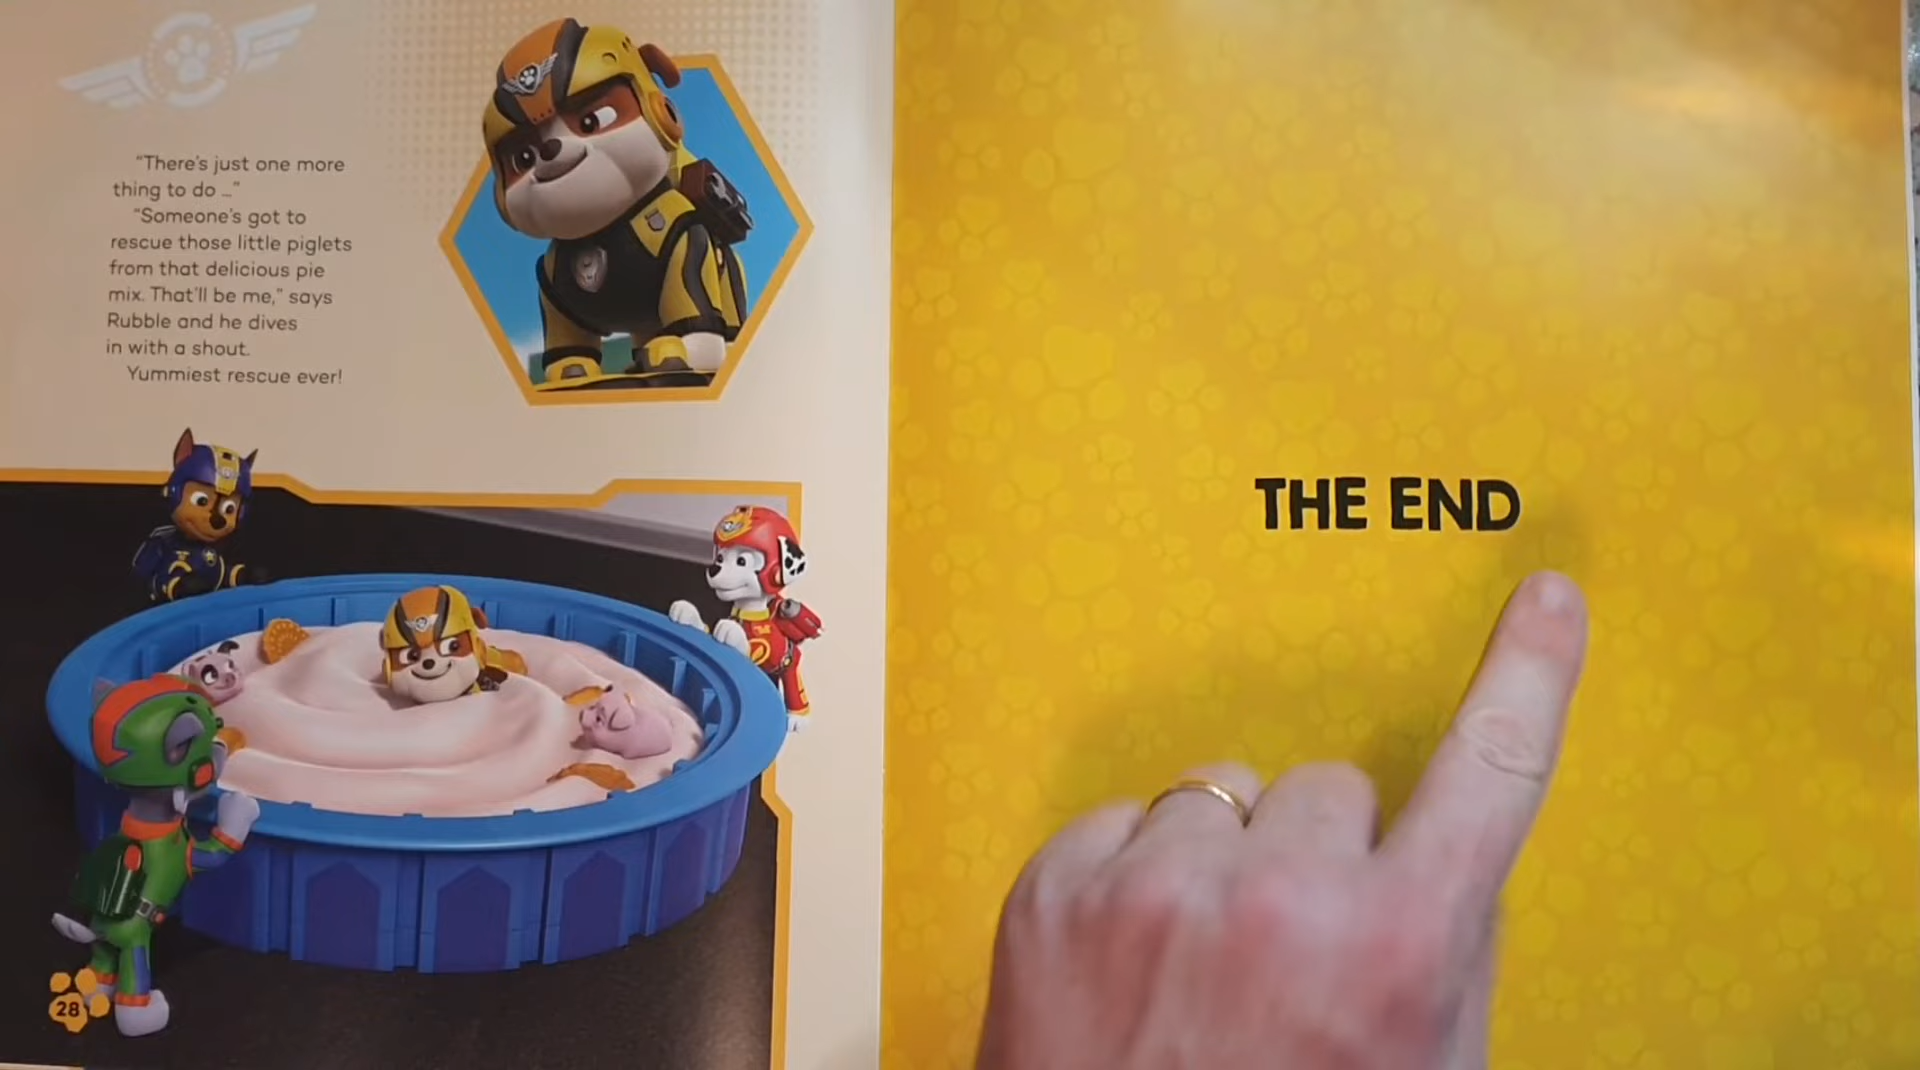 “There’s just one more
thing to do ...”
“Someone’s got to
rescue those little piglets
from that delicious pie
mix. That’ll be me,” says
Rubble and he dives
in with a shout.
Yummiest rescue ever!
28
THE END